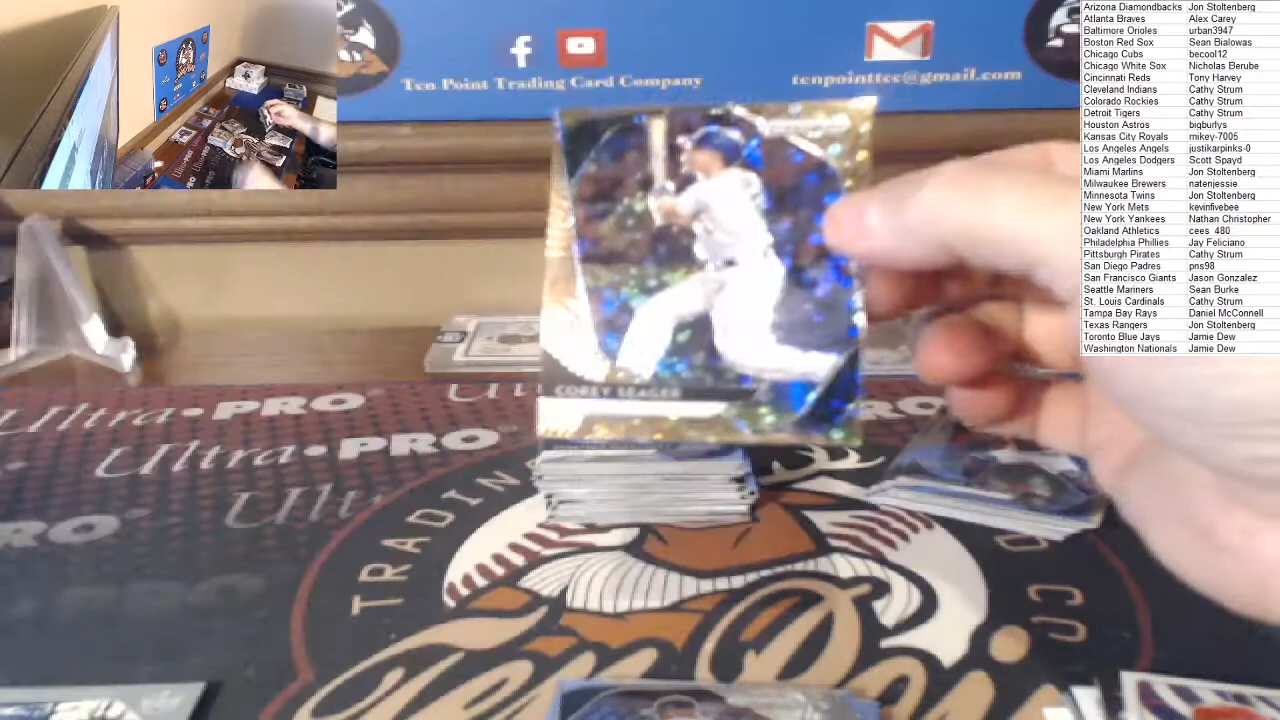 Ten Point Trading Card Company
tenpointtcc@gmail.com
Arizona Diamondbacks Jon Stoltenberg
Atlanta Braves Alex Carey
Baltimore Orioles urban3947
Boston Red Sox Sean Bialowas
Chicago Cubs becool12
Chicago White Sox Nicholas Berube
Cincinnati Reds Tony Harvey
Cleveland Indians Cathy Strum
Colorado Rockies Cathy Strum
Detroit Tigers Cathy Strum
Houston Astros bigburlys
Kansas City Royals mikey-7005
Los Angeles Angels justikarpinks-0
Los Angeles Dodgers Scott Spayd
Miami Marlins Jon Stoltenberg
Milwaukee Brewers natenjessie
Minnesota Twins Jon Stoltenberg
New York Mets kevinfivebee
New York Yankees Nathan Christopher
Oakland Athletics cees_480
Philadelphia Phillies Jay Feliciano
Pittsburgh Pirates Cathy Strum
San Diego Padres pns98
San Francisco Giants Jason Gonzalez
Seattle Mariners Sean Burke
St. Louis Cardinals Cathy Strum
Tampa Bay Rays Daniel McConnell
Texas Rangers Jon Stoltenberg
Toronto Blue Jays Jamie Dew
Washington Nationals Jamie Dew
COREY SEAGER
Ultra PRO
Ultra PRO
TRADIN
Ten Poin